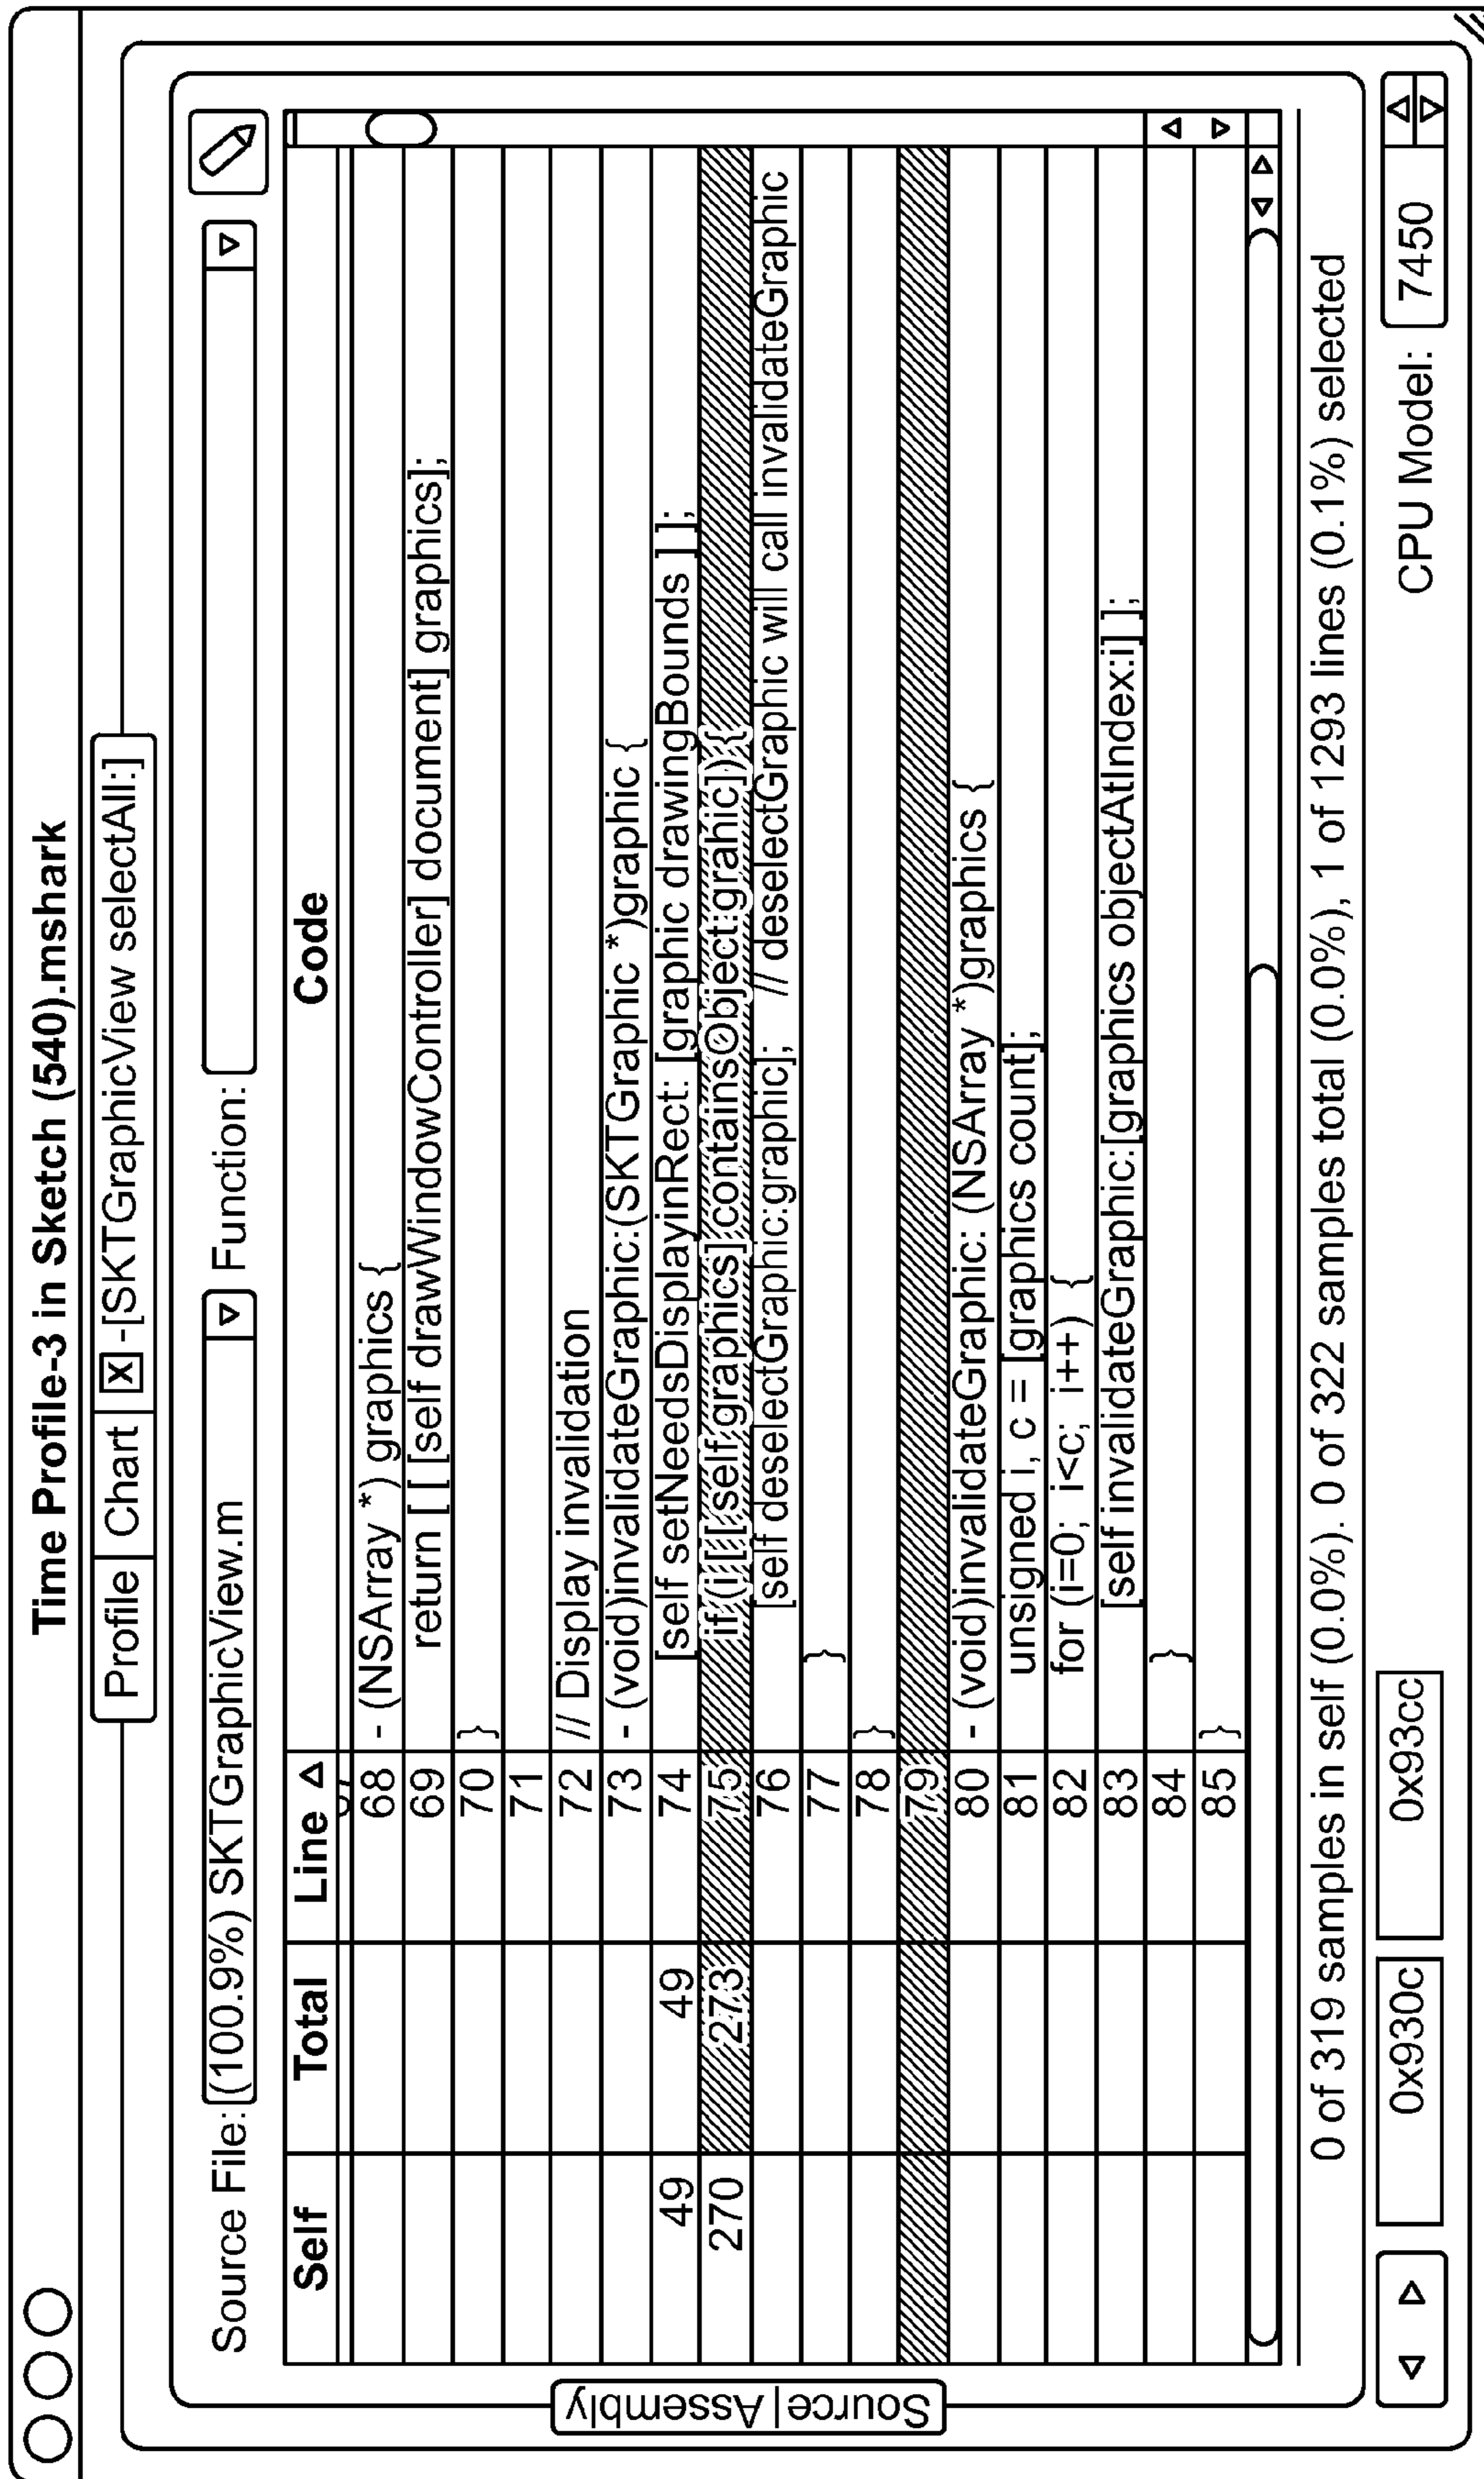 Time Profile-3 in Sketch (540).mshark
Profile Chart X -[SKTGraphicView selectAll:]
Source File: (100.9%) SKTGraphicView.m Function:
Self Total Line Code
68 - (NSArray *) graphics {
69 return [ [ [self drawWindowController] document] graphics];
70 }
71
72 // Display invalidation
73 - (void)invalidateGraphic:(SKTGraphic *)graphic {
49 49 74 [self setNeedsDisplayinRect: [graphic drawingBounds ] ];
270 273 75 if (i [ [self graphics] containsObject:grahic]) {
76 [self deselectGraphic:graphic]; // deselectGraphic will call invalidateGraphic
77 }
78 }
79
80 - (void)invalidateGraphic: (NSArray *)graphics {
81 unsigned i, c = [graphics count];
82 for (i=0; i<c; i++) {
83 [self invalidateGraphic:[graphics objectAtIndex:i] ];
84 }
85 }
Source | Assembly
0 of 319 samples in self (0.0%). 0 of 322 samples total (0.0%), 1 of 1293 lines (0.1%) selected
0x930c 0x93cc CPU Model: 7450